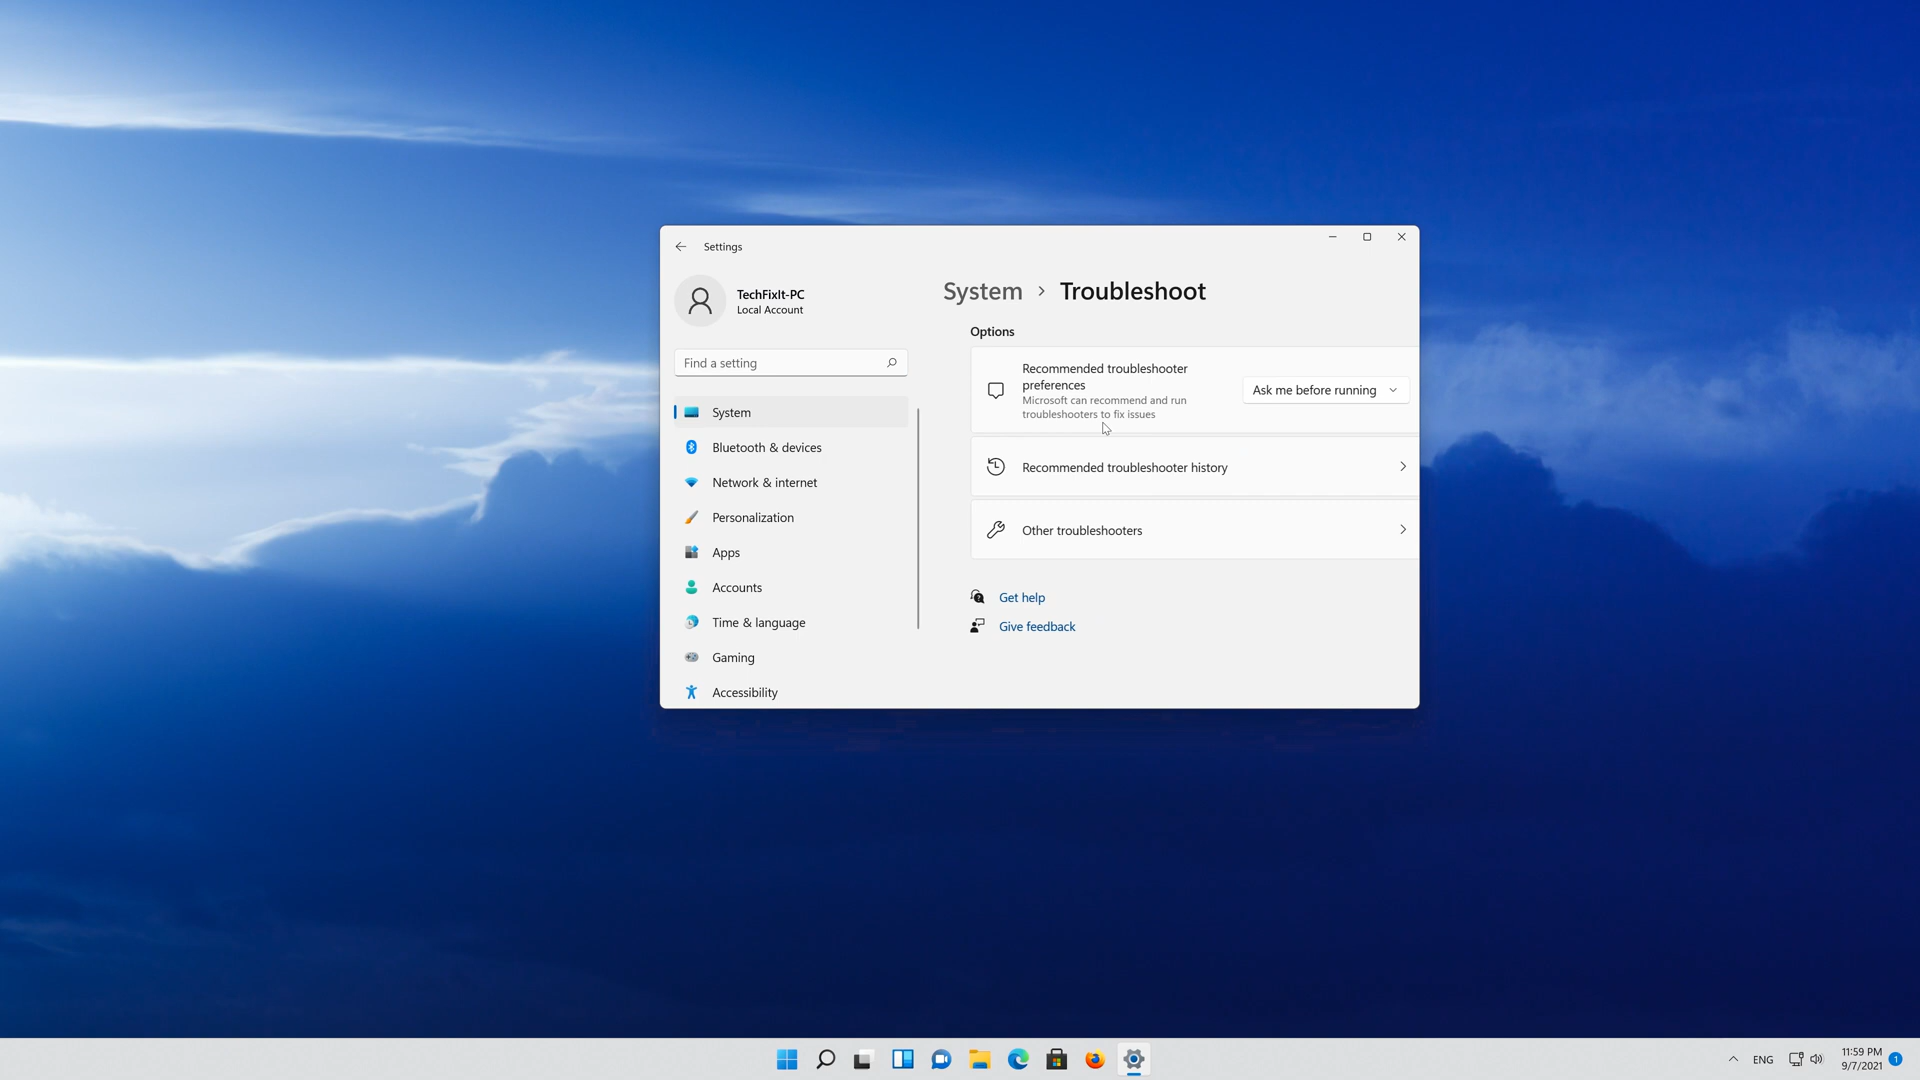 Settings
TechFixIt-PC
Local Account
Find a setting
System
Bluetooth & devices
Network & internet
Personalization
Apps
Accounts
Time & language
Gaming
Accessibility
System > Troubleshoot
Options
Recommended troubleshooter
preferences
Microsoft can recommend and run
troubleshooters to fix issues
Ask me before running
Recommended troubleshooter history
Other troubleshooters
Get help
Give feedback
ENG
11:59 PM
9/7/2021
1